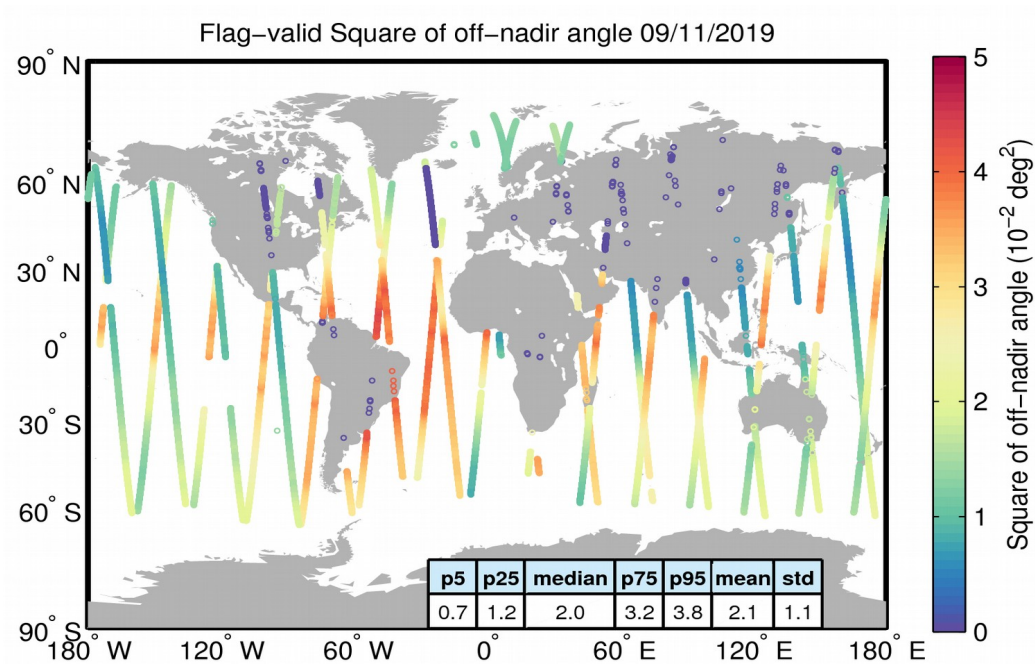 Flag−valid Square of off−nadir angle 09/11/2019
90° N
60° N
30° N
0°
30° S
60° S
90° S
180° W
120° W
60° W
0°
60° E
120° E
180° E
p5 p25 median p75 p95 mean std
0.7 1.2 2.0 3.2 3.8 2.1 1.1
5
4
3
2
1
0
Square of off−nadir angle (10⁻² deg²)